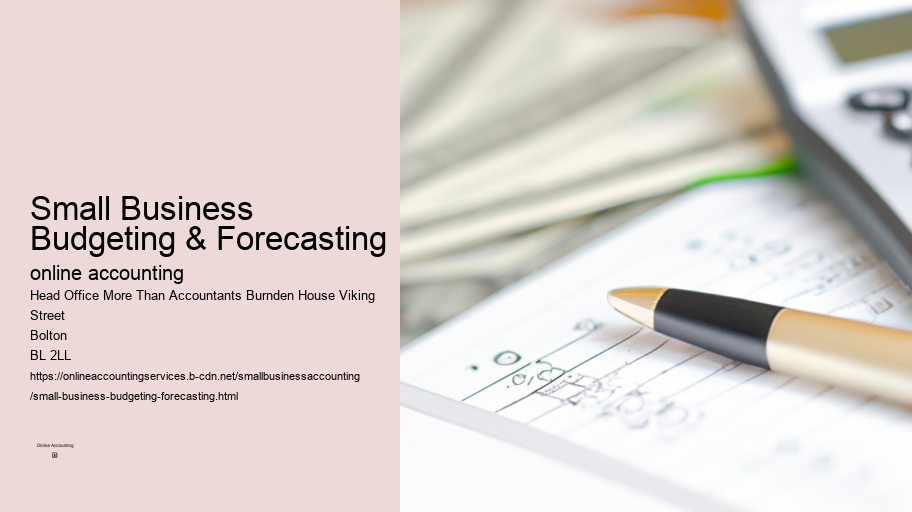 Small Business
Budgeting & Forecasting
online accounting
Head Office More Than Accountants Burnden House Viking
Street
Bolton
BL 2LL
https://onlineaccountingservices.b-cdn.net/smallbusinessaccounting
/small-business-budgeting-forecasting.html
Online Accounting